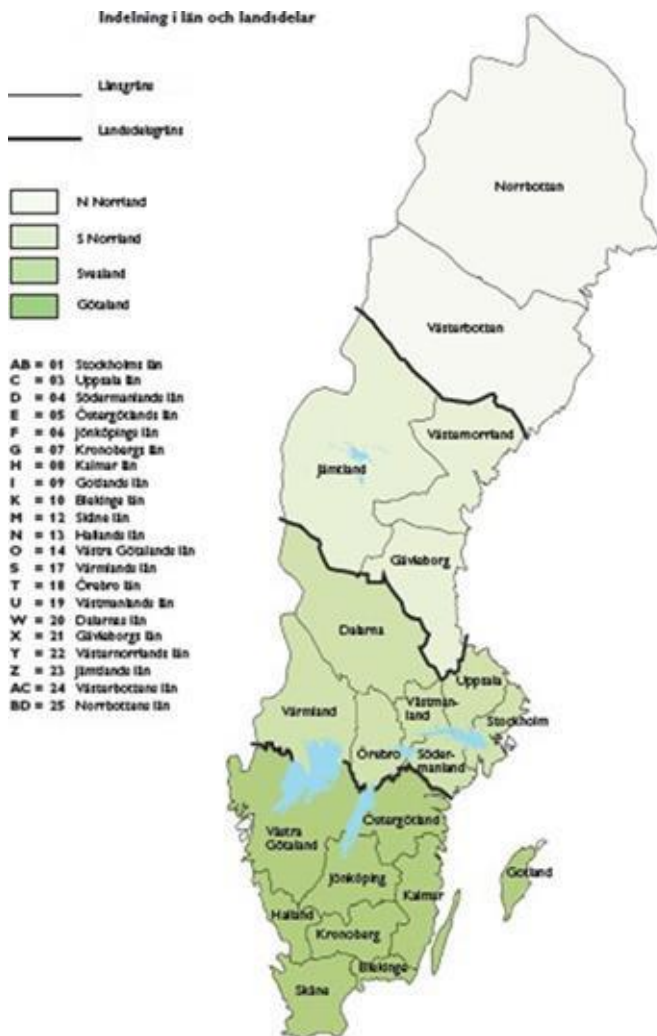 Indelning i län och landsdelar
Länsgräns
Landsdelsgräns
N Norrland
S Norrland
Svealand
Götaland
AB = 01 Stockholms län
C = 03 Uppsala län
D = 04 Södermanlands län
E = 05 Östergötlands län
F = 06 Jönköpings län
G = 07 Kronobergs län
H = 08 Kalmar län
I = 09 Gotlands län
K = 10 Blekinge län
M = 12 Skåne län
N = 13 Hallands län
O = 14 Västra Götalands län
S = 17 Värmlands län
T = 18 Örebro län
U = 19 Västmanlands län
W = 20 Dalarnas län
X = 21 Gävleborgs län
Y = 22 Västernorrlands län
Z = 23 Jämtlands län
AC = 24 Västerbottens län
BD = 25 Norrbottens län
Norrbotten
Västerbotten
Västernorrland
Jämtland
Gävleborg
Dalarna
Uppsala
Västman-
land
Stockholm
Värmland
Örebro
Söder-
manland
Östergötland
Västra
Götaland
Gotland
Jönköping
Kalmar
Halland
Kronoberg
Blekinge
Skåne